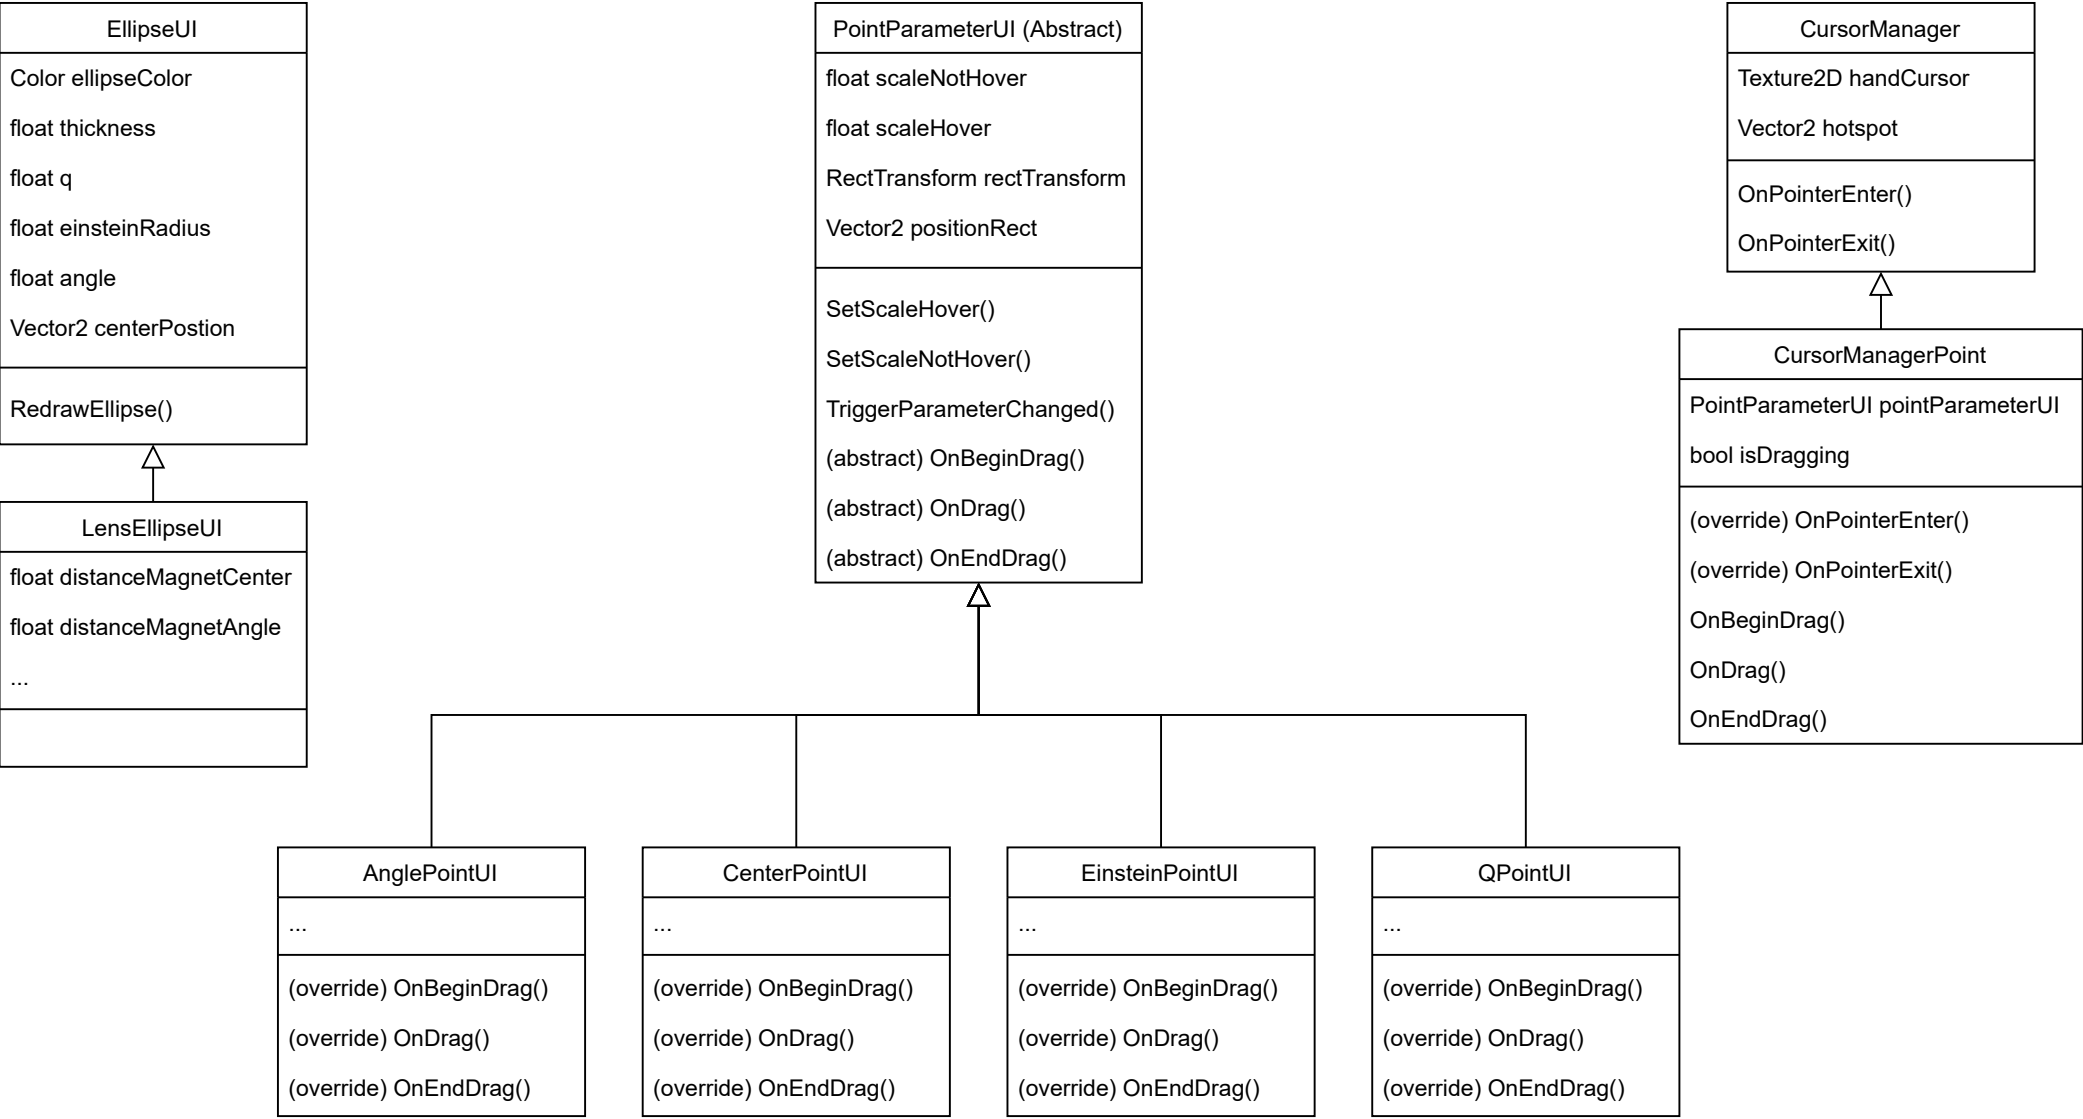 EllipseUI
Color ellipseColor
float thickness
float q
float einsteinRadius
float angle
Vector2 centerPostion
RedrawEllipse()
LensEllipseUI
float distanceMagnetCenter
float distanceMagnetAngle
...
PointParameterUI (Abstract)
float scaleNotHover
float scaleHover
RectTransform rectTransform
Vector2 positionRect
SetScaleHover()
SetScaleNotHover()
TriggerParameterChanged()
(abstract) OnBeginDrag()
(abstract) OnDrag()
(abstract) OnEndDrag()
CursorManager
Texture2D handCursor
Vector2 hotspot
OnPointerEnter()
OnPointerExit()
CursorManagerPoint
PointParameterUI pointParameterUI
bool isDragging
(override) OnPointerEnter()
(override) OnPointerExit()
OnBeginDrag()
OnDrag()
OnEndDrag()
AnglePointUI
...
(override) OnBeginDrag()
(override) OnDrag()
(override) OnEndDrag()
CenterPointUI
...
(override) OnBeginDrag()
(override) OnDrag()
(override) OnEndDrag()
EinsteinPointUI
...
(override) OnBeginDrag()
(override) OnDrag()
(override) OnEndDrag()
QPointUI
...
(override) OnBeginDrag()
(override) OnDrag()
(override) OnEndDrag()